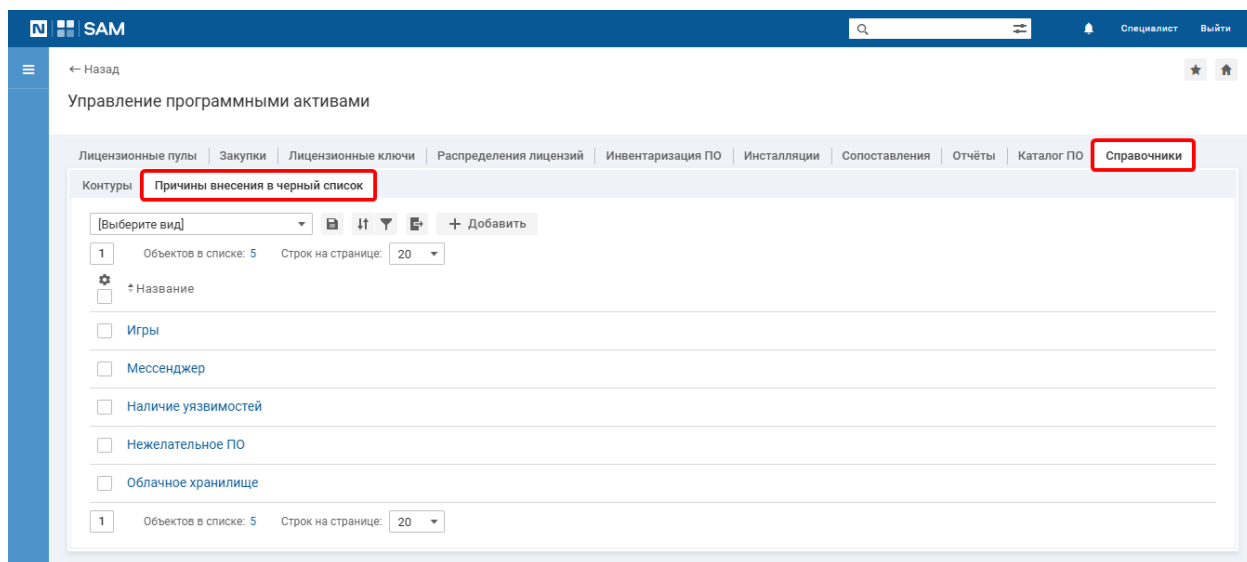 N SAM Специалист Выйти
← Назад
Управление программными активами
Лицензионные пулы Закупки Лицензионные ключи Распределения лицензий Инвентаризация ПО Инсталляции Сопоставления Отчёты Каталог ПО Справочники
Контуры Причины внесения в черный список
[Выберите вид] + Добавить
1 Объектов в списке: 5 Строк на странице: 20
Название
Игры
Мессенджер
Наличие уязвимостей
Нежелательное ПО
Облачное хранилище
1 Объектов в списке: 5 Строк на странице: 20